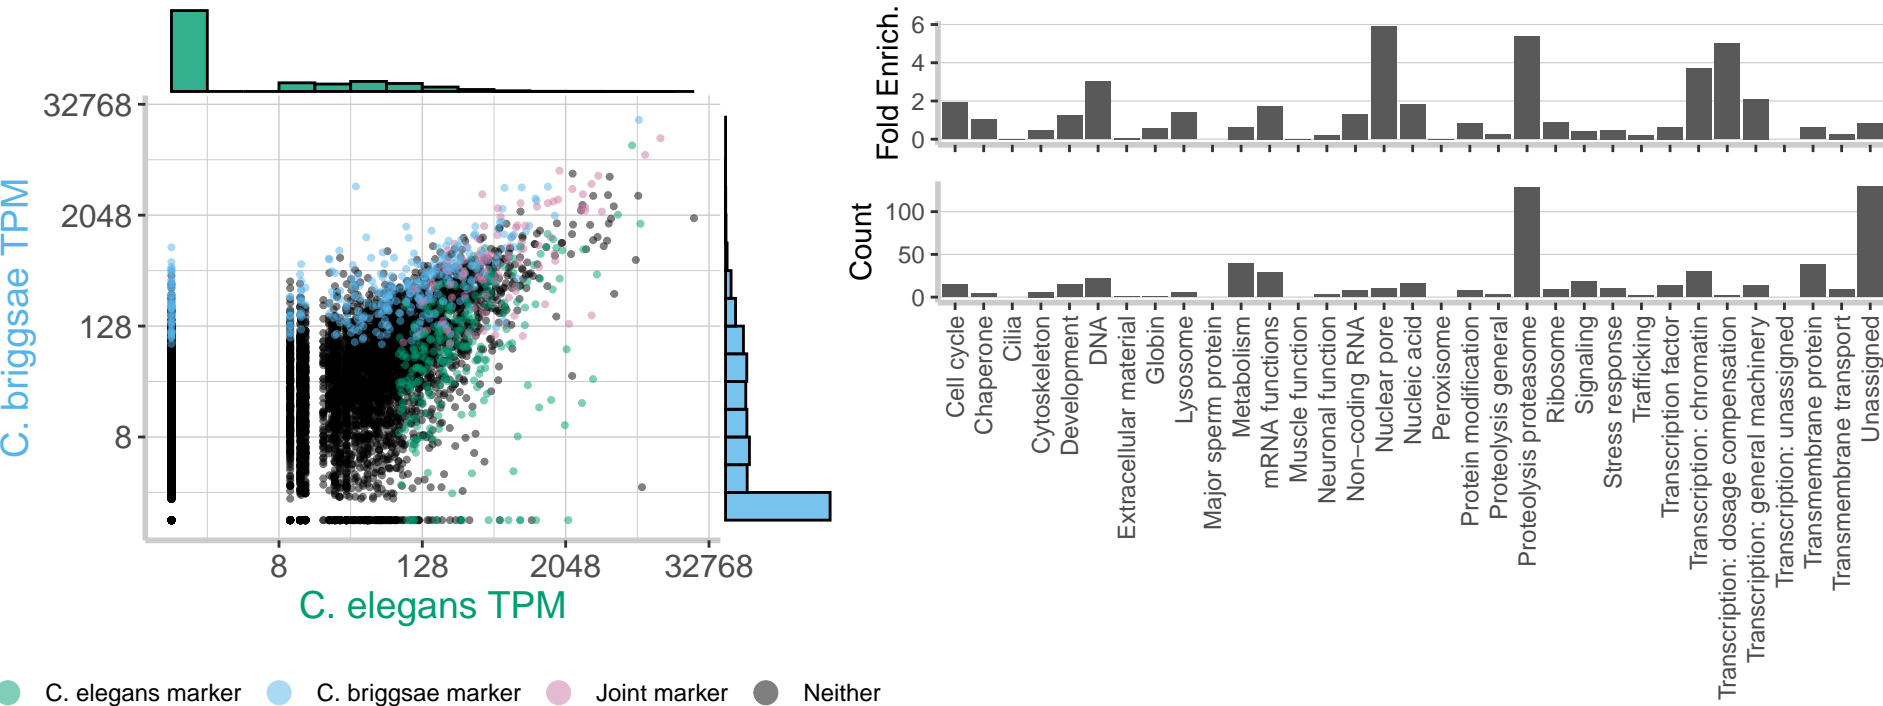 32768
2048
128
8
C. briggsae TPM
8
128
2048
32768
C. elegans TPM
C. elegans marker
C. briggsae marker
Joint marker
Neither
Fold Enrich.
6
4
2
0
Count
100
50
0
Cell cycle
Chaperone
Cilia
Cytoskeleton
Development
DNA
Extracellular material
Globin
Lysosome
Major sperm protein
Metabolism
mRNA functions
Muscle function
Neuronal function
Non−coding RNA
Nuclear pore
Nucleic acid
Peroxisome
Protein modification
Proteolysis general
Proteolysis proteasome
Ribosome
Signaling
Stress response
Trafficking
Transcription factor
Transcription: chromatin
Transcription: dosage compensation
Transcription: general machinery
Transcription: unassigned
Transmembrane protein
Transmembrane transport
Unassigned